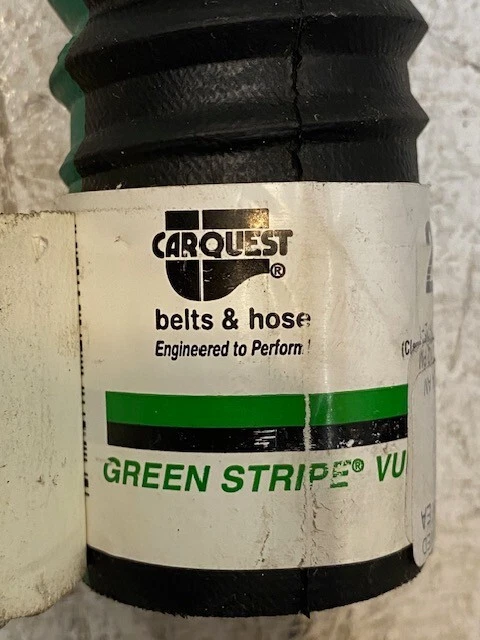 CARQUEST®
belts & hose
Engineered to Perform!
GREEN STRIPE® VU